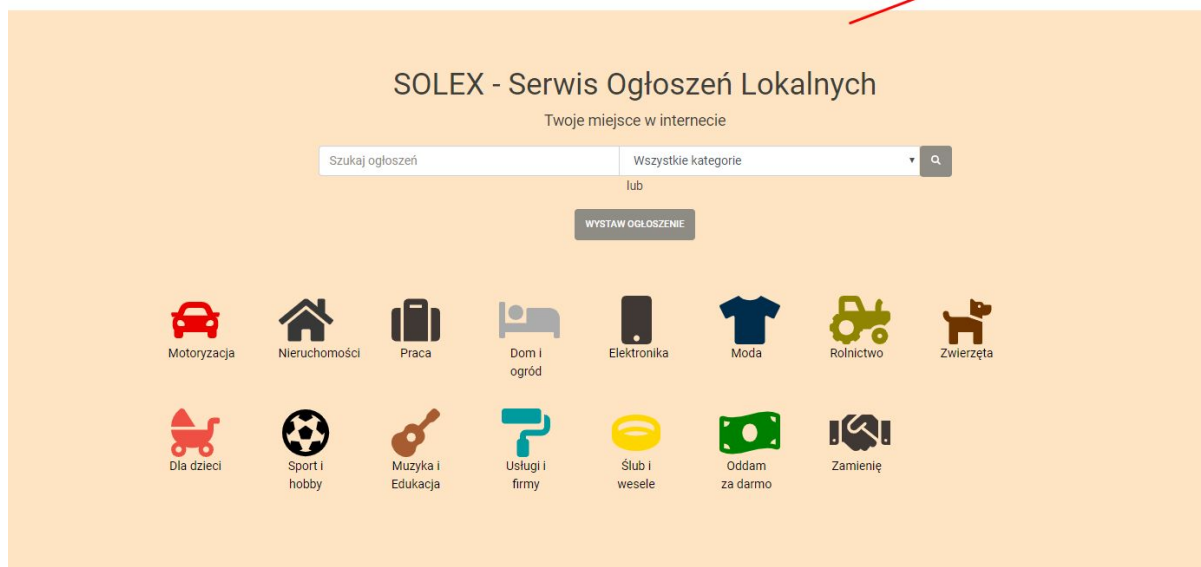 SOLEX - Serwis Ogłoszeń Lokalnych
Twoje miejsce w internecie
Szukaj ogłoszeń
Wszystkie kategorie
lub
WYSTAW OGŁOSZENIE
Motoryzacja
Nieruchomości
Praca
Dom i
ogród
Elektronika
Moda
Rolnictwo
Zwierzęta
Dla dzieci
Sport i
hobby
Muzyka i
Edukacja
Usługi i
firmy
Ślub i
wesele
Oddam
za darmo
Zamienię